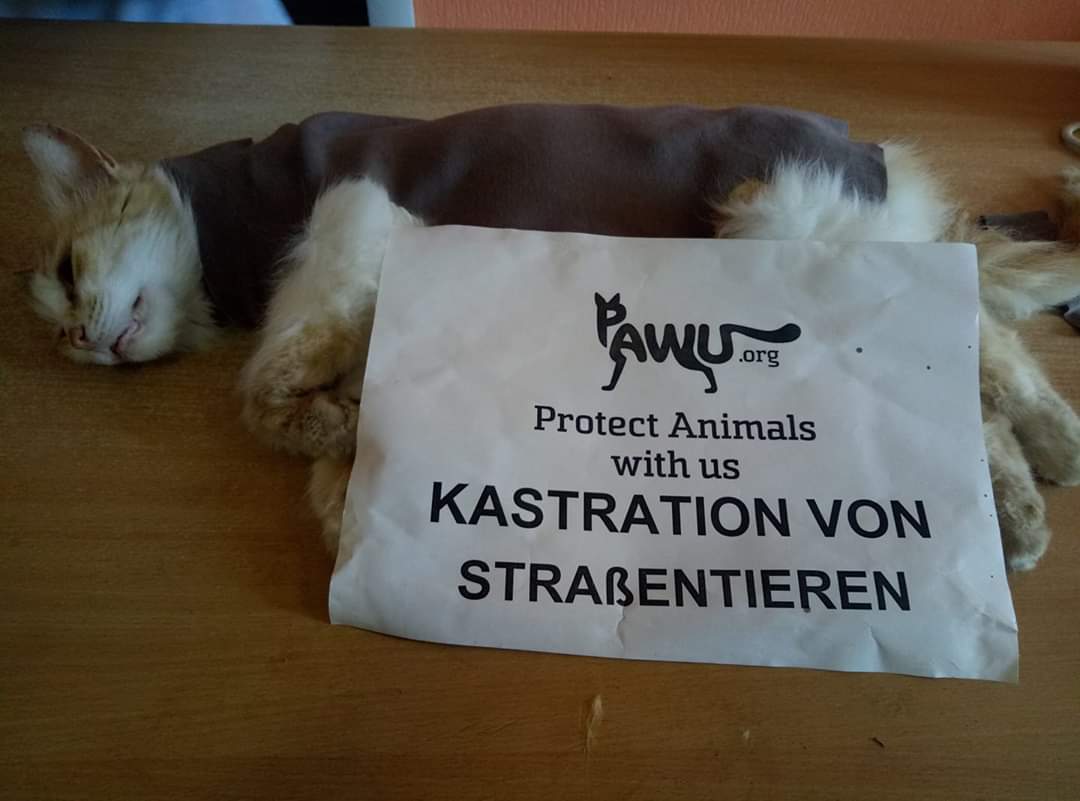 PAWU.org
Protect Animals
with us
KASTRATION VON
STRAßENTIEREN